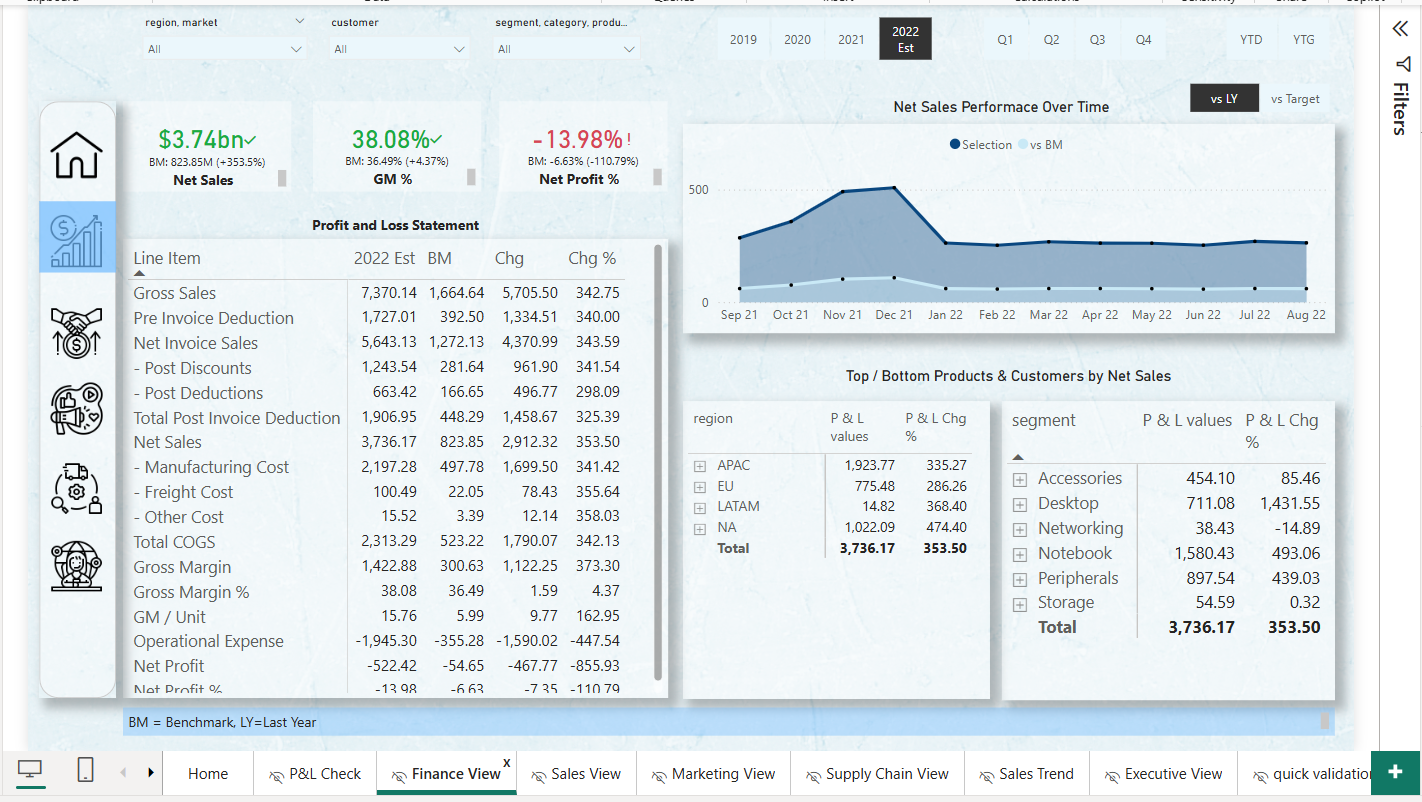 region, market
customer
segment, category, produ...
All
All
All
2019
2020
2021
2022
Est
Q1
Q2
Q3
Q4
YTD
YTG
Filters
$3.74bn
BM: 823.85M (+353.5%)
Net Sales
38.08%
BM: 36.49% (+4.37%)
GM %
-13.98%!
BM: -6.63% (-110.79%)
Net Profit %
Net Sales Performace Over Time
vs LY
vs Target
Selection
vs BM
500
0
Sep 21 Oct 21 Nov 21 Dec 21 Jan 22 Feb 22 Mar 22 Apr 22 May 22 Jun 22 Jul 22 Aug 22
Profit and Loss Statement
Line Item 2022 Est BM Chg Chg %
Gross Sales 7,370.14 1,664.64 5,705.50 342.75
Pre Invoice Deduction 1,727.01 392.50 1,334.51 340.00
Net Invoice Sales 5,643.13 1,272.13 4,370.99 343.59
- Post Discounts 1,243.54 281.64 961.90 341.54
- Post Deductions 663.42 166.65 496.77 298.09
Total Post Invoice Deduction 1,906.95 448.29 1,458.67 325.39
Net Sales 3,736.17 823.85 2,912.32 353.50
- Manufacturing Cost 2,197.28 497.78 1,699.50 341.42
- Freight Cost 100.49 22.05 78.43 355.64
- Other Cost 15.52 3.39 12.14 358.03
Total COGS 2,313.29 523.22 1,790.07 342.13
Gross Margin 1,422.88 300.63 1,122.25 373.30
Gross Margin % 38.08 36.49 1.59 4.37
GM / Unit 15.76 5.99 9.77 162.95
Operational Expense -1,945.30 -355.28 -1,590.02 -447.54
Net Profit -522.42 -54.65 -467.77 -855.93
Net Profit % -13.98 -6.63 -7.35 -110.79
Top / Bottom Products & Customers by Net Sales
region P & L values P & L Chg %
APAC 1,923.77 335.27
EU 775.48 286.26
LATAM 14.82 368.40
NA 1,022.09 474.40
Total 3,736.17 353.50
segment P & L values P & L Chg %
Accessories 454.10 85.46
Desktop 711.08 1,431.55
Networking 38.43 -14.89
Notebook 1,580.43 493.06
Peripherals 897.54 439.03
Storage 54.59 0.32
Total 3,736.17 353.50
BM = Benchmark, LY=Last Year
Home
P&L Check
Finance View
x
Sales View
Marketing View
Supply Chain View
Sales Trend
Executive View
quick validation